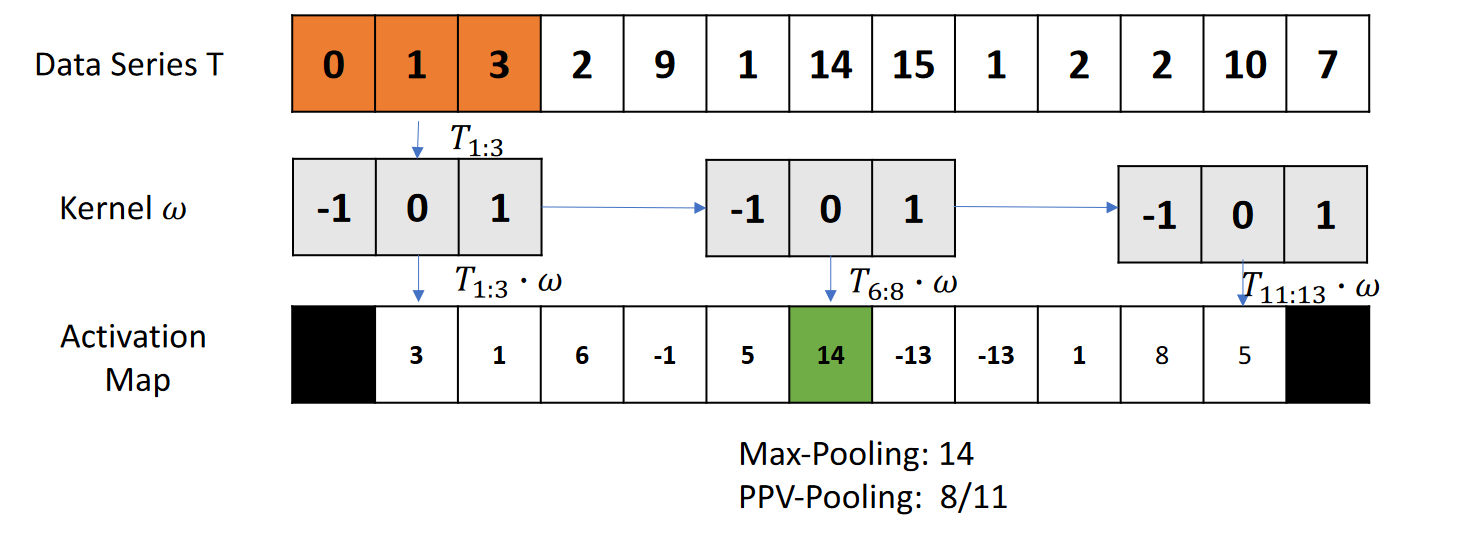 Data Series T 0 1 3 2 9 1 14 15 1 2 2 10 7
T₁:₃
Kernel ω -1 0 1 -1 0 1 -1 0 1
T₁:₃ · ω T₆:₈ · ω T₁₁:₁₃ · ω
Activation
Map
3 1 6 -1 5 14 -13 -13 1 8 5
Max-Pooling: 14
PPV-Pooling: 8/11